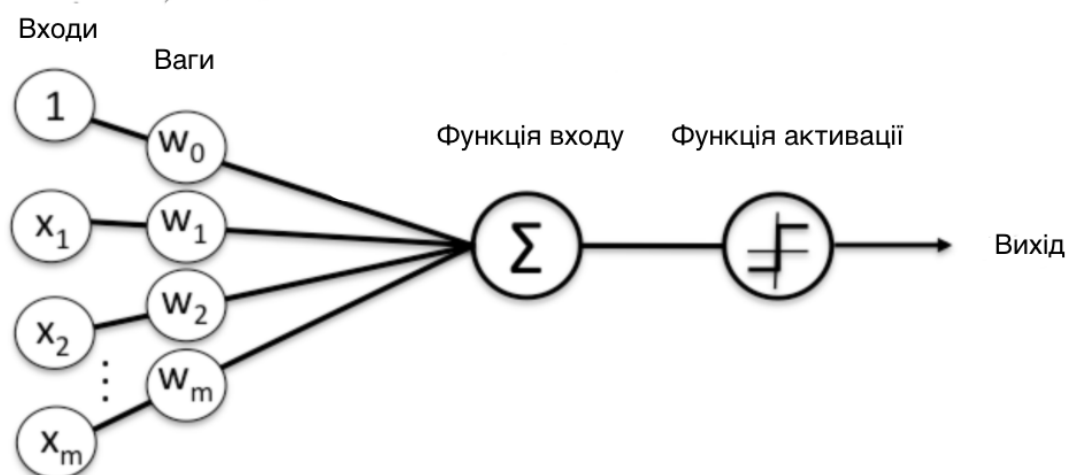 Входи
Ваги
1
w₀
Функція входу
Функція активації
x₁
w₁
Σ
Вихід
x₂
w₂
⋮
wₘ
xₘ